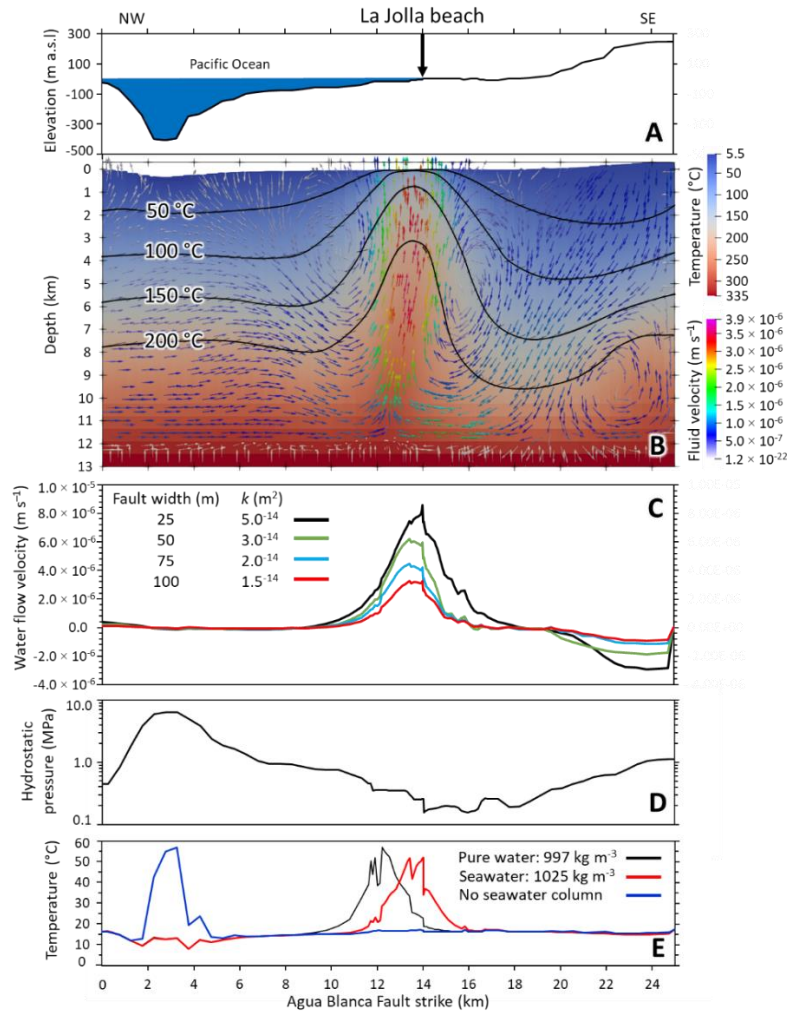 NW La Jolla beach SE
300
100
-100
-300
-500
Elevation (m a.s.l)
Pacific Ocean
A
0
1
2
3
4
5
6
7
8
9
10
11
12
13
Depth (km)
50 °C
100 °C
150 °C
200 °C
B
5.5
50
100
150
200
250
300
335
Temperature (°C)
3.9 × 10⁻⁶
3.5 × 10⁻⁶
3.0 × 10⁻⁶
2.5 × 10⁻⁶
2.0 × 10⁻⁶
1.5 × 10⁻⁶
1.0 × 10⁻⁶
5.0 × 10⁻⁷
1.2 × 10⁻²²
Fluid velocity (m s⁻¹)
1.0 × 10⁻⁵
8.0 × 10⁻⁶
6.0 × 10⁻⁶
4.0 × 10⁻⁶
2.0 × 10⁻⁶
0.0
-2.0 × 10⁻⁶
-4.0 × 10⁻⁶
Water flow velocity (m s⁻¹)
Fault width (m) k (m²)
25 5.0⁻¹⁴
50 3.0⁻¹⁴
75 2.0⁻¹⁴
100 1.5⁻¹⁴
C
10.0
1.0
0.1
Hydrostatic
pressure (MPa)
D
60
50
40
30
20
10
0
Temperature (°C)
Pure water: 997 kg m⁻³
Seawater: 1025 kg m⁻³
No seawater column
E
0 2 4 6 8 10 12 14 16 18 20 22 24
Agua Blanca Fault strike (km)